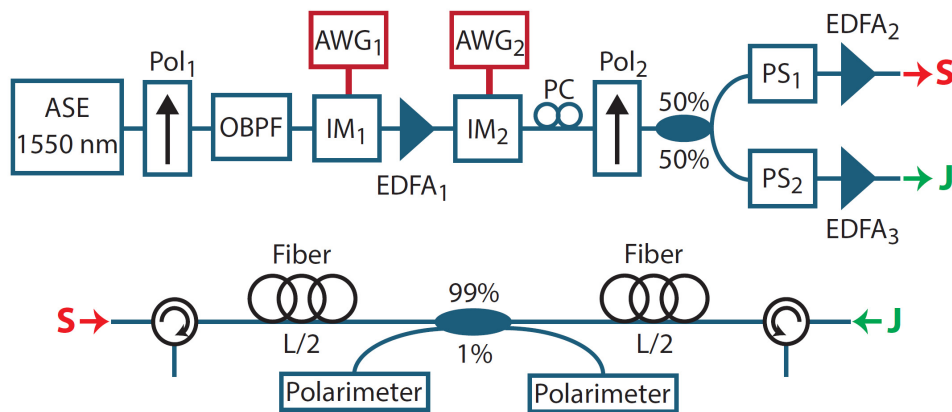 AWG1
AWG2
EDFA2
Pol1
Pol2
PS1
S
PC
ASE
1550 nm
OBPF
IM1
IM2
50%
50%
EDFA1
PS2
J
EDFA3
Fiber
Fiber
99%
S
J
L/2
1%
L/2
Polarimeter
Polarimeter